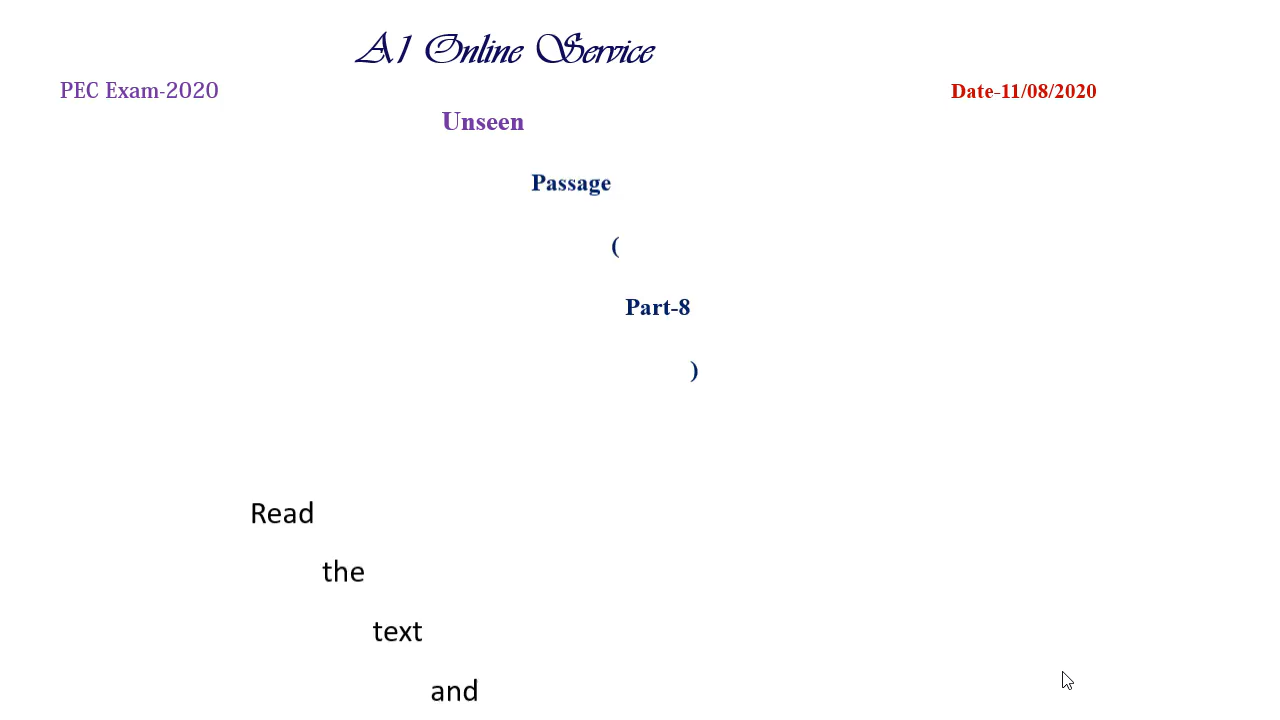 A1 Online Service
PEC Exam-2020
Date-11/08/2020
Unseen
Passage
(
Part-8
)
Read
the
text
and